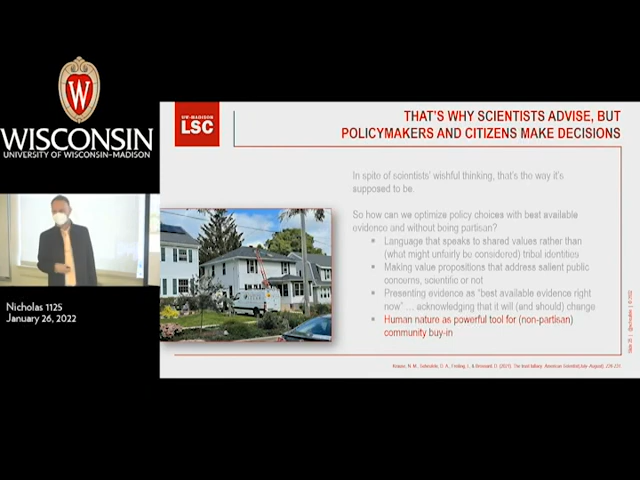 W
WISCONSIN
UNIVERSITY OF WISCONSIN–MADISON
Nicholas 1125
January 26, 2022
UW-MADISON
LSC
THAT'S WHY SCIENTISTS ADVISE, BUT
POLICYMAKERS AND CITIZENS MAKE DECISIONS
In spite of scientists' wishful thinking, that's the way it's
supposed to be.
So how can we optimize policy choices with best available
evidence and without being partisan?
Language that speaks to shared values rather than
(what might unfairly be considered) tribal identities
Making value propositions that address salient public
concerns, scientific or not
Presenting evidence as "best available evidence right
now" … acknowledging that it will (and should) change
Human nature as powerful tool for (non-partisan)
community buy-in